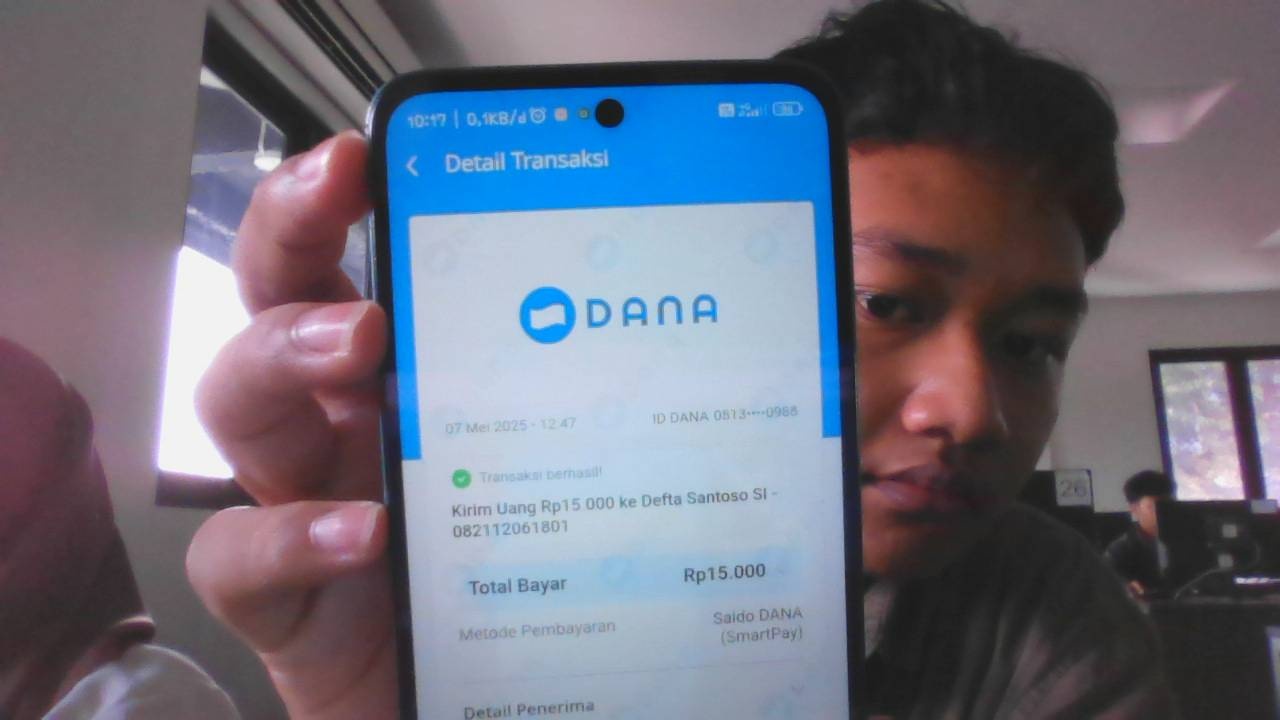 10:17 | 0,1KB/d
Detail Transaksi
DANA
07 Mei 2025 - 12:47
ID DANA 0813····0988
Transaksi berhasil!
Kirim Uang Rp15.000 ke Defta Santoso SI -
082112061801
Total Bayar
Rp15.000
Metode Pembayaran
Saldo DANA
(SmartPay)
Detail Penerima
26